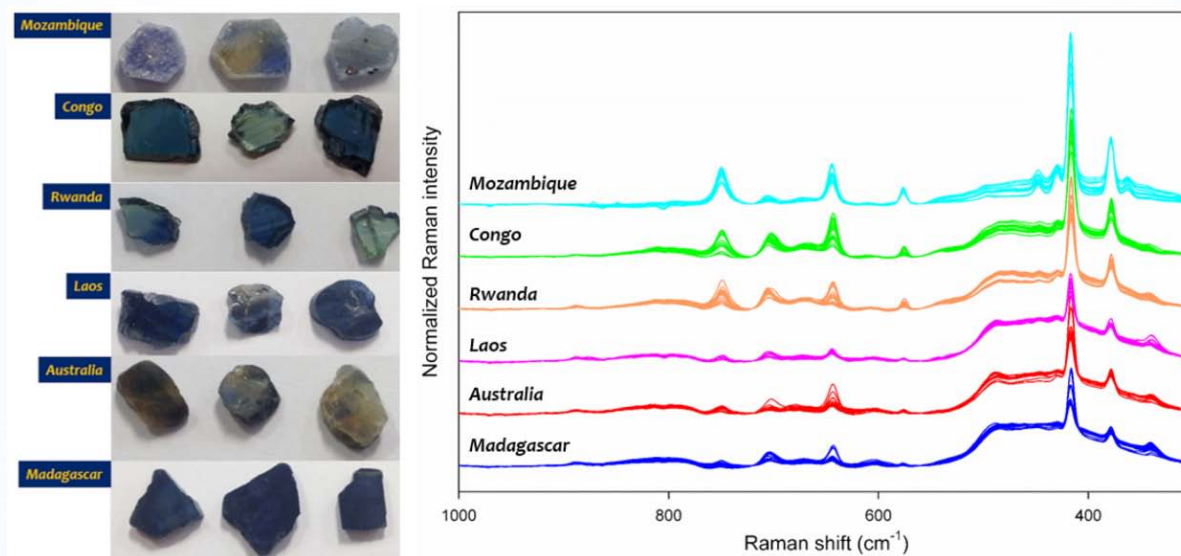 Mozambique
Congo
Rwanda
Laos
Australia
Madagascar
Normalized Raman intensity
Mozambique
Congo
Rwanda
Laos
Australia
Madagascar
1000 800 600 400
Raman shift (cm⁻¹)